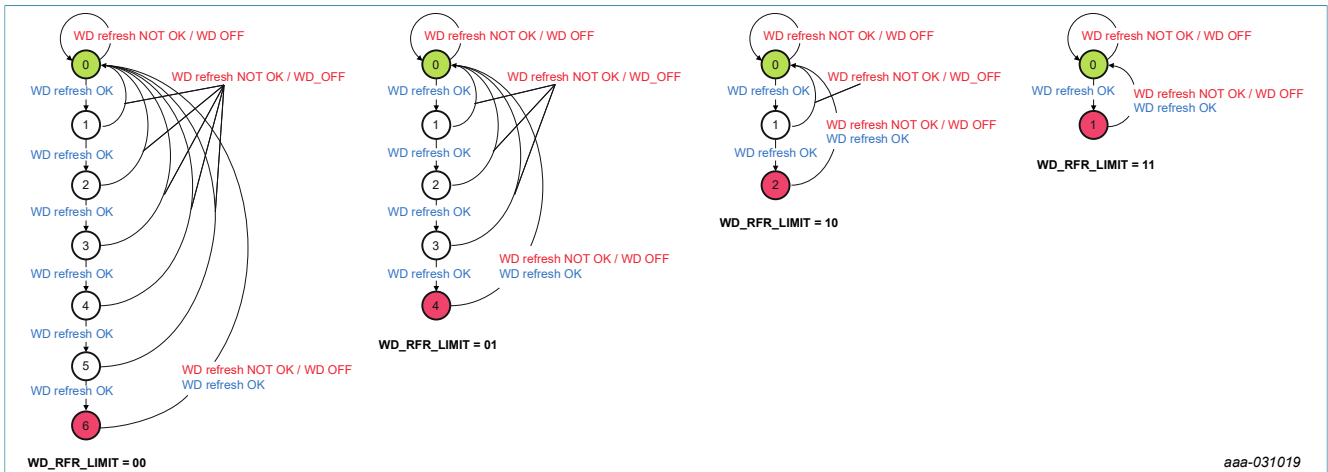 WD refresh NOT OK / WD OFF
0
WD refresh NOT OK / WD_OFF
WD refresh OK
1
WD refresh OK
2
WD refresh OK
3
WD refresh OK
4
WD refresh OK
5
WD refresh NOT OK / WD OFF
WD refresh OK
WD refresh OK
6
WD_RFR_LIMIT = 00
WD refresh NOT OK / WD OFF
0
WD refresh NOT OK / WD_OFF
WD refresh OK
1
WD refresh OK
2
WD refresh OK
3
WD refresh NOT OK / WD OFF
WD refresh OK
WD refresh OK
4
WD_RFR_LIMIT = 01
WD refresh NOT OK / WD OFF
0
WD refresh NOT OK / WD_OFF
WD refresh OK
1
WD refresh NOT OK / WD OFF
WD refresh OK
WD refresh OK
2
WD_RFR_LIMIT = 10
WD refresh NOT OK / WD OFF
0
WD refresh OK
WD refresh NOT OK / WD OFF
WD refresh OK
1
WD_RFR_LIMIT = 11
aaa-031019